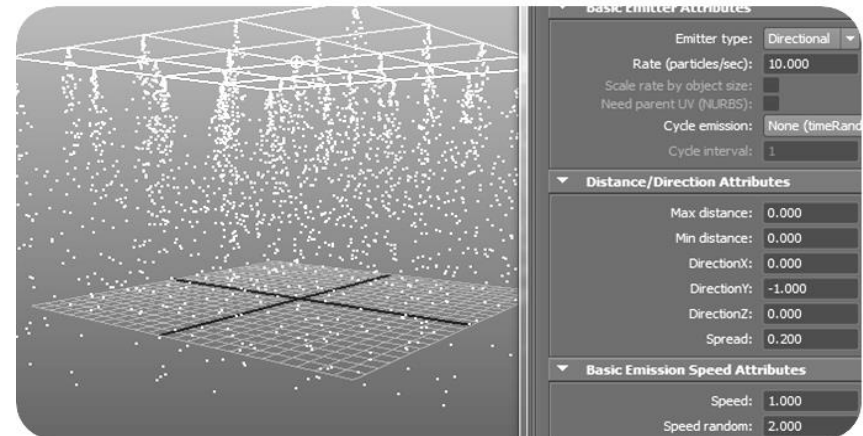 Basic Emitter Attributes
Emitter type: Directional
Rate (particles/sec): 10.000
Scale rate by object size:
Need parent UV (NURBS):
Cycle emission: None (timeRand
Cycle interval: 1
Distance/Direction Attributes
Max distance: 0.000
Min distance: 0.000
DirectionX: 0.000
DirectionY: -1.000
DirectionZ: 0.000
Spread: 0.200
Basic Emission Speed Attributes
Speed: 1.000
Speed random: 2.000